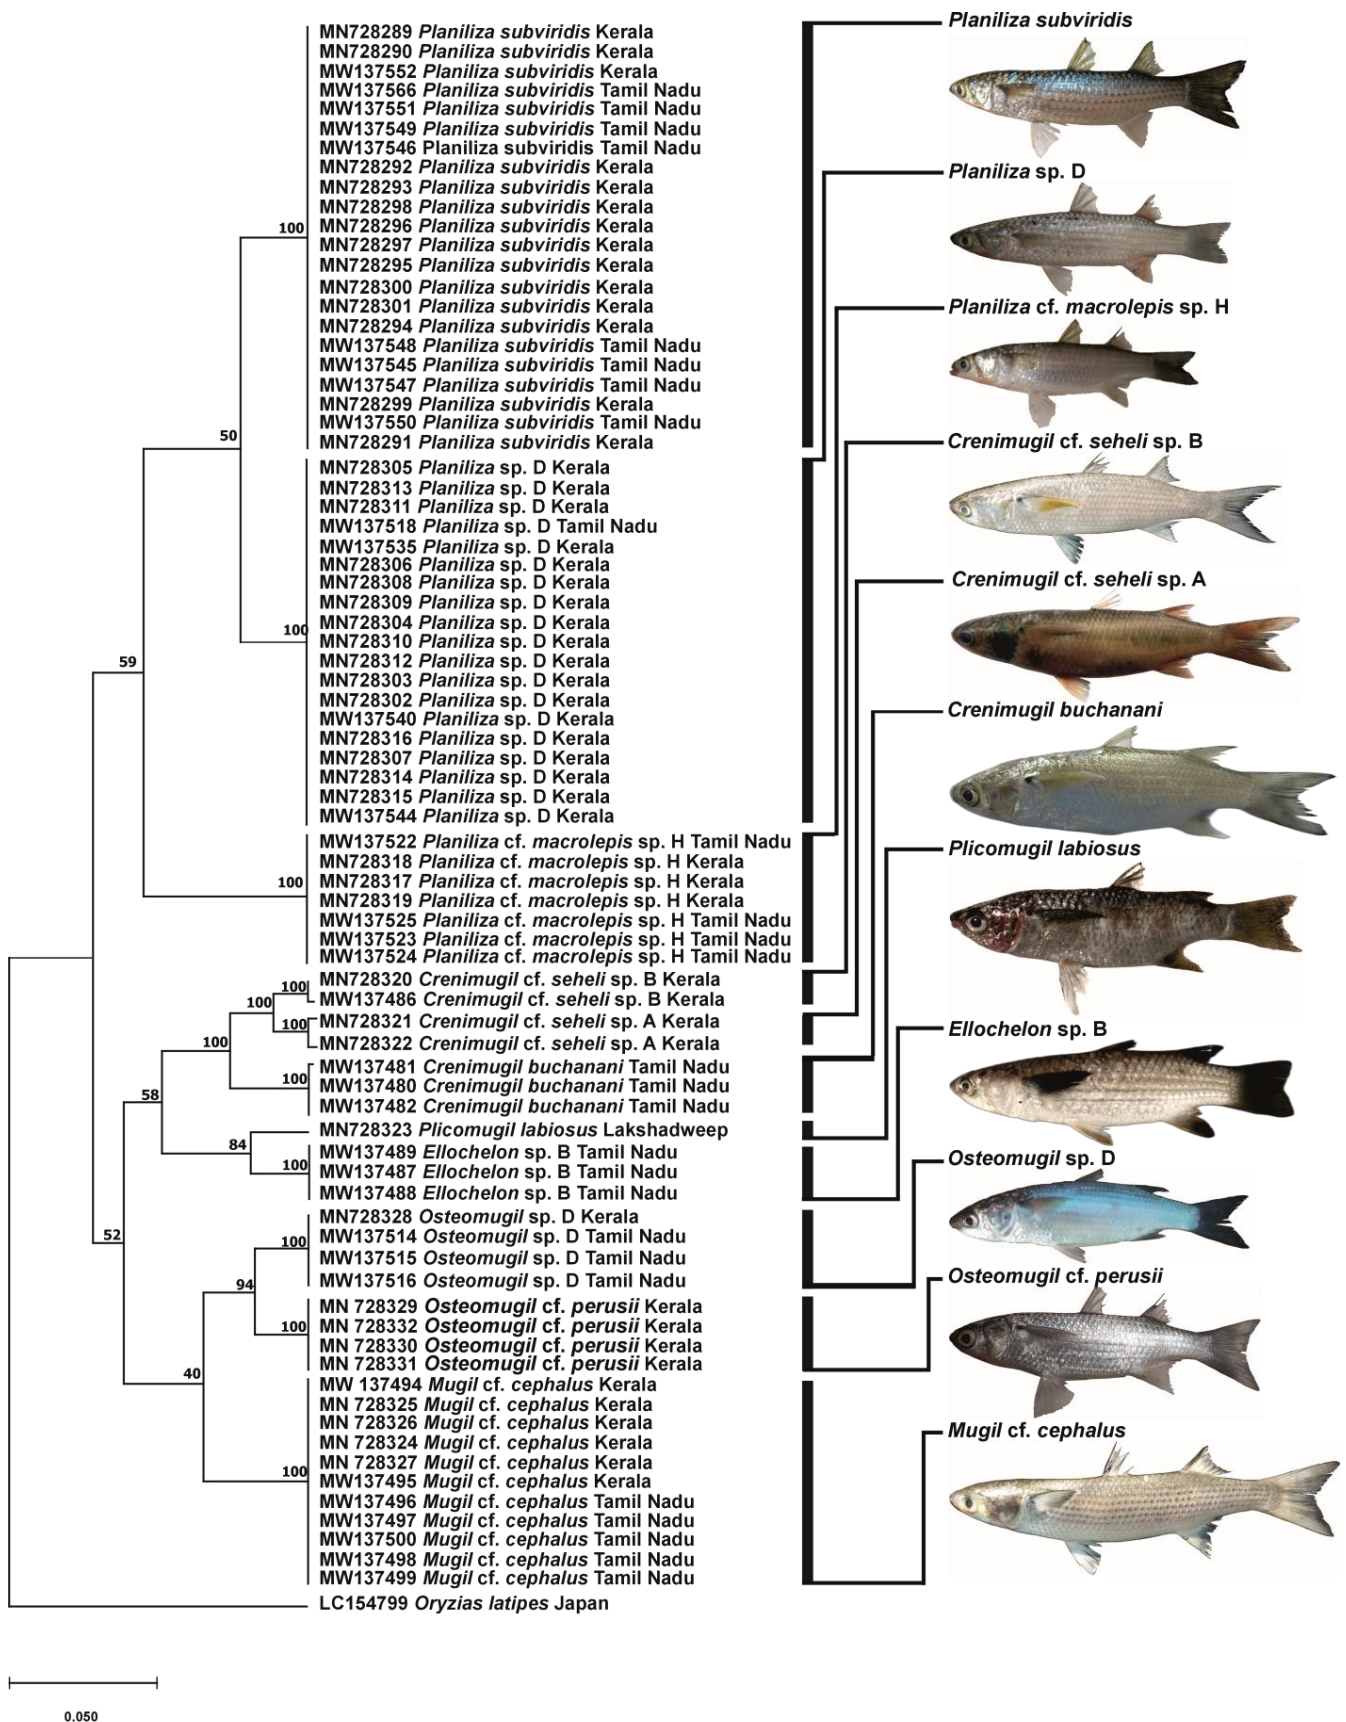 MN728289 Planiliza subviridis Kerala
MN728290 Planiliza subviridis Kerala
MW137552 Planiliza subviridis Kerala
MW137566 Planiliza subviridis Tamil Nadu
MW137551 Planiliza subviridis Tamil Nadu
MW137549 Planiliza subviridis Tamil Nadu
MW137546 Planiliza subviridis Tamil Nadu
MN728292 Planiliza subviridis Kerala
MN728293 Planiliza subviridis Kerala
MN728298 Planiliza subviridis Kerala
MN728296 Planiliza subviridis Kerala
MN728297 Planiliza subviridis Kerala
MN728295 Planiliza subviridis Kerala
MN728300 Planiliza subviridis Kerala
MN728301 Planiliza subviridis Kerala
MN728294 Planiliza subviridis Kerala
MW137548 Planiliza subviridis Tamil Nadu
MW137545 Planiliza subviridis Tamil Nadu
MW137547 Planiliza subviridis Tamil Nadu
MN728299 Planiliza subviridis Kerala
MW137550 Planiliza subviridis Tamil Nadu
MN728291 Planiliza subviridis Kerala
MN728305 Planiliza sp. D Kerala
MN728313 Planiliza sp. D Kerala
MN728311 Planiliza sp. D Kerala
MW137518 Planiliza sp. D Tamil Nadu
MW137535 Planiliza sp. D Kerala
MN728306 Planiliza sp. D Kerala
MN728308 Planiliza sp. D Kerala
MN728309 Planiliza sp. D Kerala
MN728304 Planiliza sp. D Kerala
MN728310 Planiliza sp. D Kerala
MN728312 Planiliza sp. D Kerala
MN728303 Planiliza sp. D Kerala
MN728302 Planiliza sp. D Kerala
MW137540 Planiliza sp. D Kerala
MN728316 Planiliza sp. D Kerala
MN728307 Planiliza sp. D Kerala
MN728314 Planiliza sp. D Kerala
MN728315 Planiliza sp. D Kerala
MW137544 Planiliza sp. D Kerala
MW137522 Planiliza cf. macrolepis sp. H Tamil Nadu
MN728318 Planiliza cf. macrolepis sp. H Kerala
MN728317 Planiliza cf. macrolepis sp. H Kerala
MN728319 Planiliza cf. macrolepis sp. H Kerala
MW137525 Planiliza cf. macrolepis sp. H Tamil Nadu
MW137523 Planiliza cf. macrolepis sp. H Tamil Nadu
MW137524 Planiliza cf. macrolepis sp. H Tamil Nadu
MN728320 Crenimugil cf. seheli sp. B Kerala
MW137486 Crenimugil cf. seheli sp. B Kerala
MN728321 Crenimugil cf. seheli sp. A Kerala
MN728322 Crenimugil cf. seheli sp. A Kerala
MW137481 Crenimugil buchanani Tamil Nadu
MW137480 Crenimugil buchanani Tamil Nadu
MW137482 Crenimugil buchanani Tamil Nadu
MN728323 Plicomugil labiosus Lakshadweep
MW137489 Ellochelon sp. B Tamil Nadu
MW137487 Ellochelon sp. B Tamil Nadu
MW137488 Ellochelon sp. B Tamil Nadu
MN728328 Osteomugil sp. D Kerala
MW137514 Osteomugil sp. D Tamil Nadu
MW137515 Osteomugil sp. D Tamil Nadu
MW137516 Osteomugil sp. D Tamil Nadu
MN 728329 Osteomugil cf. perusii Kerala
MN 728332 Osteomugil cf. perusii Kerala
MN 728330 Osteomugil cf. perusii Kerala
MN 728331 Osteomugil cf. perusii Kerala
MW 137494 Mugil cf. cephalus Kerala
MN 728325 Mugil cf. cephalus Kerala
MN 728326 Mugil cf. cephalus Kerala
MN 728324 Mugil cf. cephalus Kerala
MN 728327 Mugil cf. cephalus Kerala
MW137495 Mugil cf. cephalus Kerala
MW137496 Mugil cf. cephalus Tamil Nadu
MW137497 Mugil cf. cephalus Tamil Nadu
MW137500 Mugil cf. cephalus Tamil Nadu
MW137498 Mugil cf. cephalus Tamil Nadu
MW137499 Mugil cf. cephalus Tamil Nadu
LC154799 Oryzias latipes Japan
100
50
100
59
100
100
100
100
100
100
58
84
100
52
100
94
100
40
100
0.050
Planiliza subviridis
Planiliza sp. D
Planiliza cf. macrolepis sp. H
Crenimugil cf. seheli sp. B
Crenimugil cf. seheli sp. A
Crenimugil buchanani
Plicomugil labiosus
Ellochelon sp. B
Osteomugil sp. D
Osteomugil cf. perusii
Mugil cf. cephalus